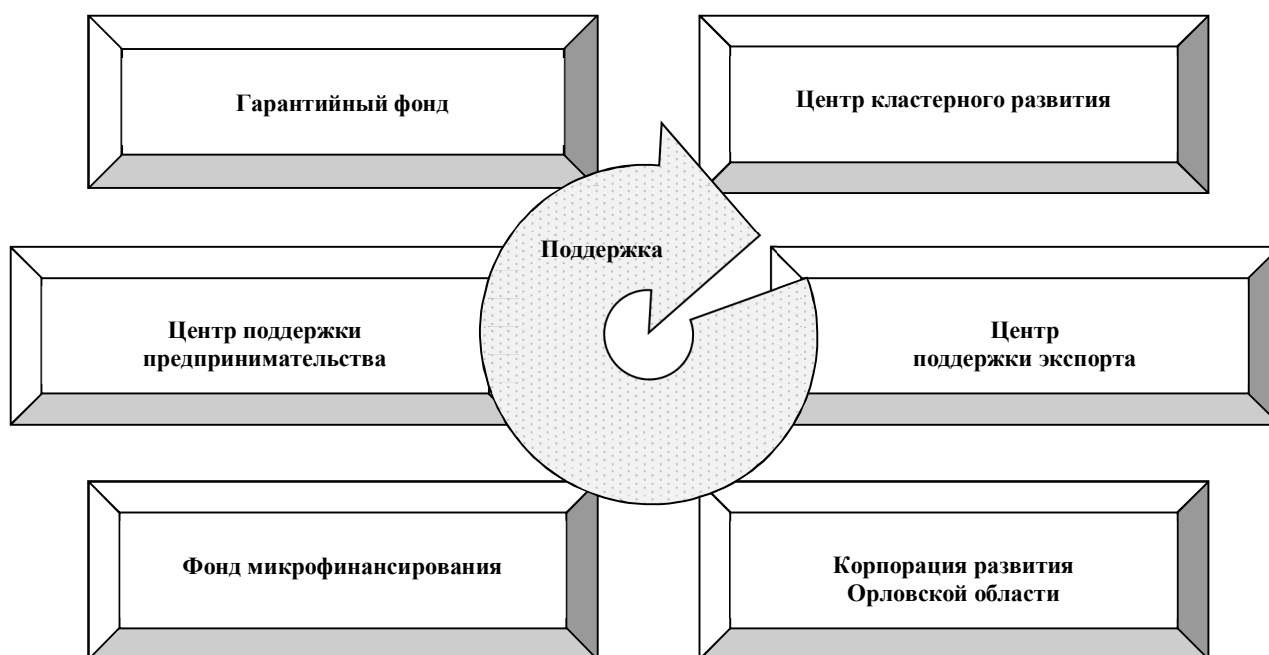 Гарантийный фонд
Центр кластерного развития
Поддержка
Центр поддержки
предпринимательства
Центр
поддержки экспорта
Фонд микрофинансирования
Корпорация развития
Орловской области